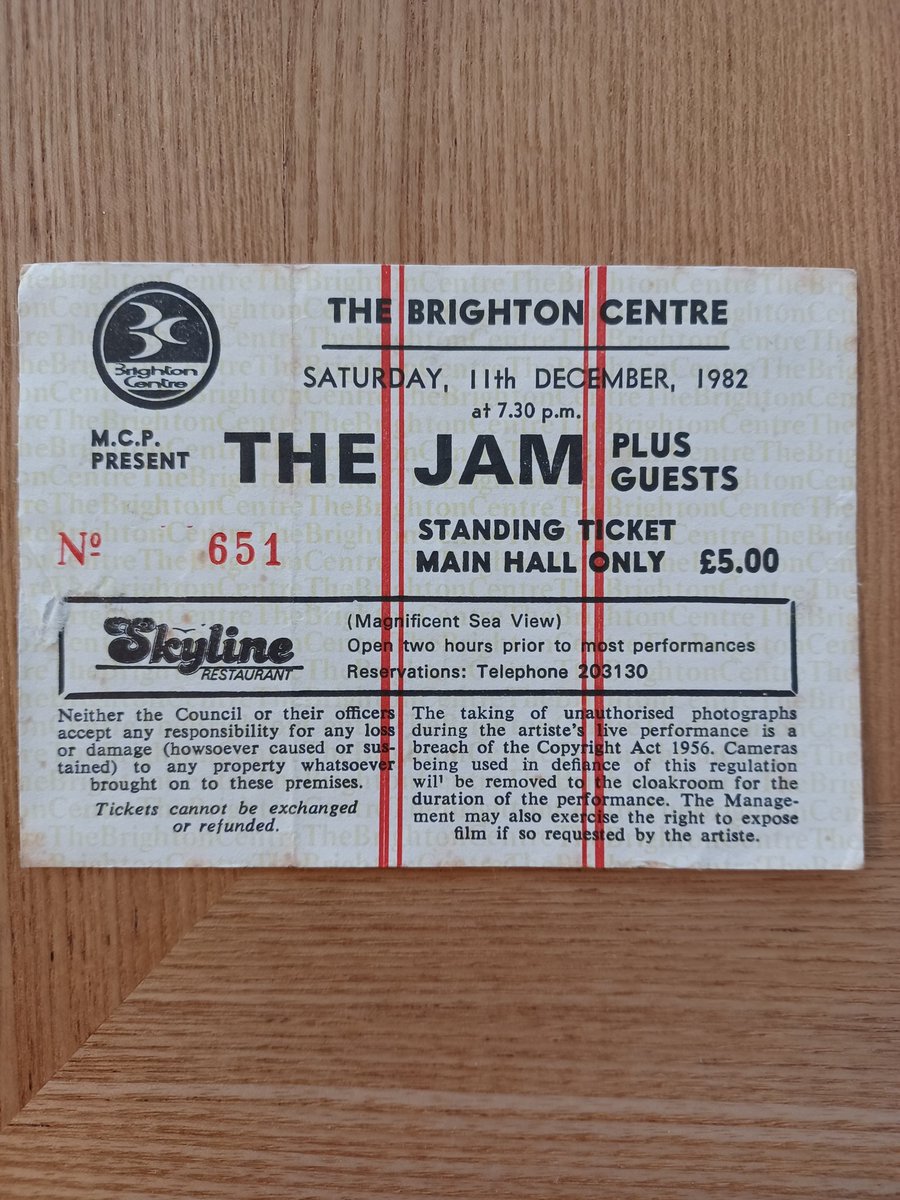 Brighton
Centre
THE BRIGHTON CENTRE
SATURDAY, 11th DECEMBER, 1982
at 7.30 p.m.
M.C.P.
PRESENT
THE JAM
PLUS
GUESTS
STANDING TICKET
MAIN HALL ONLY £5.00
Nº 651
Skyline
RESTAURANT
(Magnificent Sea View)
Open two hours prior to most performances
Reservations: Telephone 203130
Neither the Council or their officers
accept any responsibility for any loss
or damage (howsoever caused or sus-
tained) to any property whatsoever
brought on to these premises.
Tickets cannot be exchanged
or refunded.
The taking of unauthorised photographs
during the artiste's live performance is a
breach of the Copyright Act 1956. Cameras
being used in defiance of this regulation
will be removed to the cloakroom for the
duration of the performance. The Manage-
ment may also exercise the right to expose
film if so requested by the artiste.